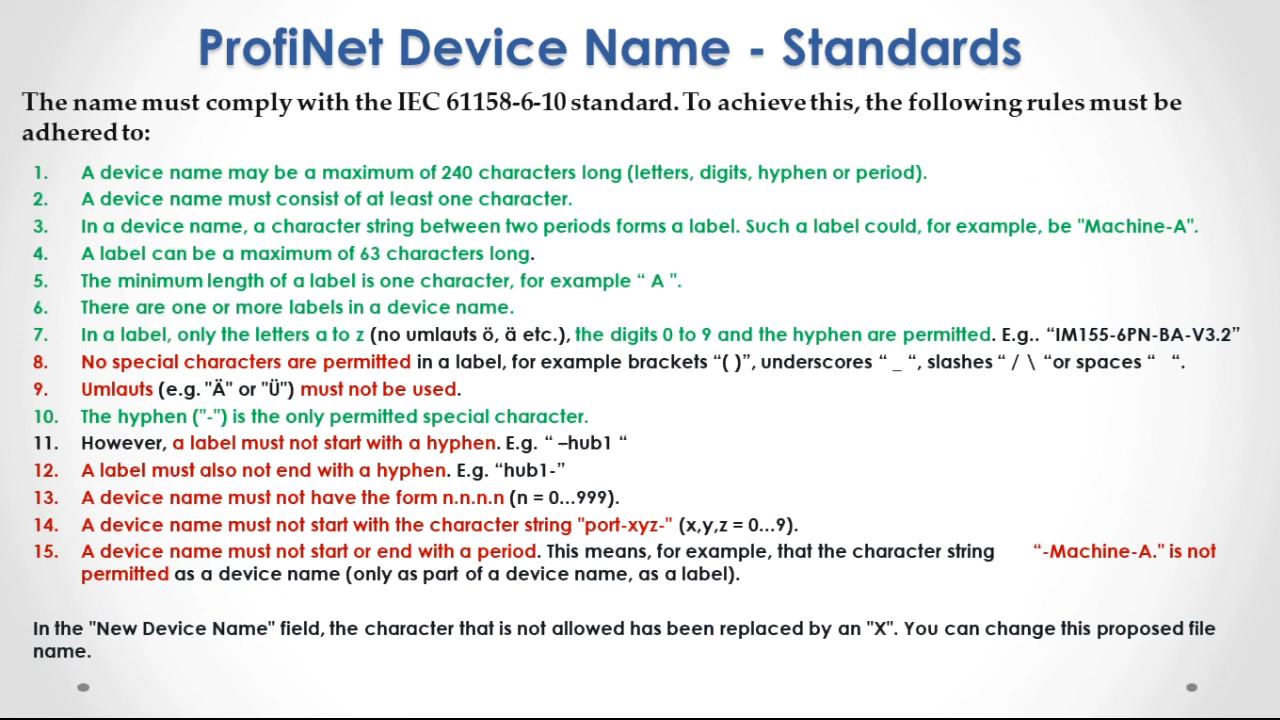 ProfiNet Device Name - Standards
The name must comply with the IEC 61158-6-10 standard. To achieve this, the following rules must be
adhered to:
1. A device name may be a maximum of 240 characters long (letters, digits, hyphen or period).
2. A device name must consist of at least one character.
3. In a device name, a character string between two periods forms a label. Such a label could, for example, be "Machine-A".
4. A label can be a maximum of 63 characters long.
5. The minimum length of a label is one character, for example “ A ”.
6. There are one or more labels in a device name.
7. In a label, only the letters a to z (no umlauts ö, ä etc.), the digits 0 to 9 and the hyphen are permitted. E.g.. “IM155-6PN-BA-V3.2”
8. No special characters are permitted in a label, for example brackets “( )”, underscores “ _ “, slashes “ / \ “or spaces “ “.
9. Umlauts (e.g. "Ä" or "Ü") must not be used.
10. The hyphen ("-") is the only permitted special character.
11. However, a label must not start with a hyphen. E.g. “ –hub1 “
12. A label must also not end with a hyphen. E.g. “hub1-”
13. A device name must not have the form n.n.n.n (n = 0...999).
14. A device name must not start with the character string "port-xyz-" (x,y,z = 0...9).
15. A device name must not start or end with a period. This means, for example, that the character string “-Machine-A." is not
permitted as a device name (only as part of a device name, as a label).
In the "New Device Name" field, the character that is not allowed has been replaced by an "X". You can change this proposed file
name.